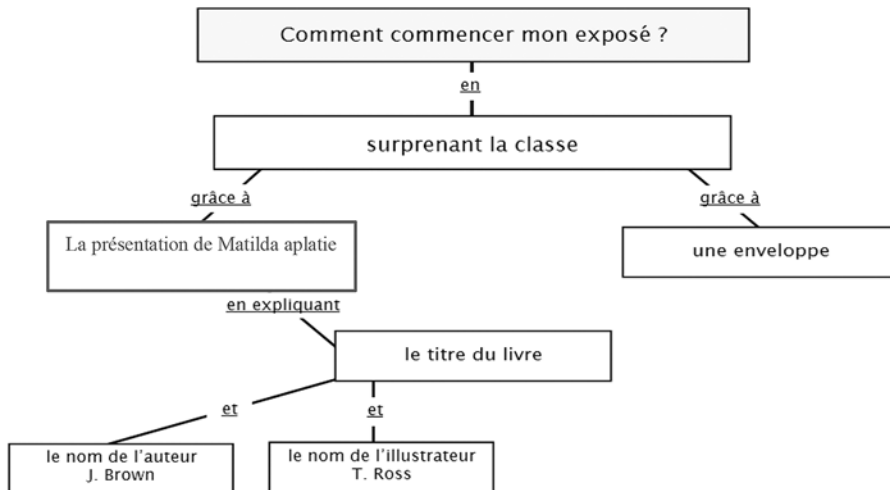 Comment commencer mon exposé ?
en
surprenant la classe
grâce à
grâce à
La présentation de Matilda aplatie
une enveloppe
en expliquant
le titre du livre
et
et
le nom de l'auteur
J. Brown
le nom de l'illustrateur
T. Ross